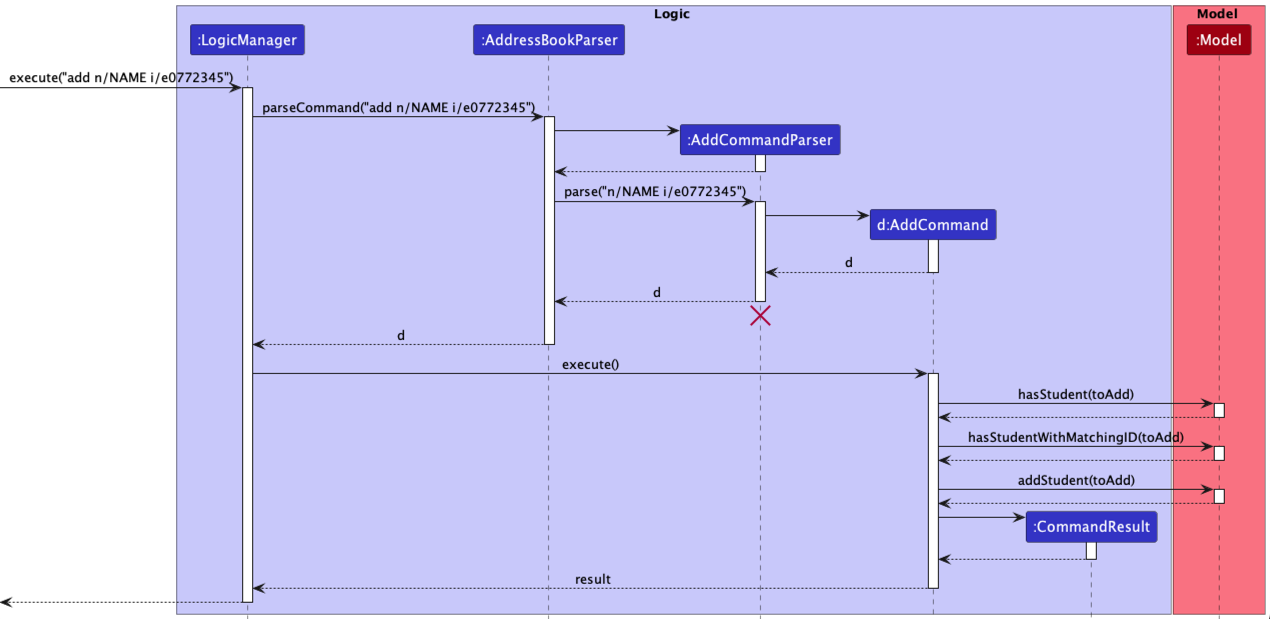 Logic
Model
:LogicManager
:AddressBookParser
:Model
execute("add n/NAME i/e0772345")
parseCommand("add n/NAME i/e0772345")
:AddCommandParser
parse("n/NAME i/e0772345")
d:AddCommand
d
d
d
execute()
hasStudent(toAdd)
hasStudentWithMatchingID(toAdd)
addStudent(toAdd)
:CommandResult
result